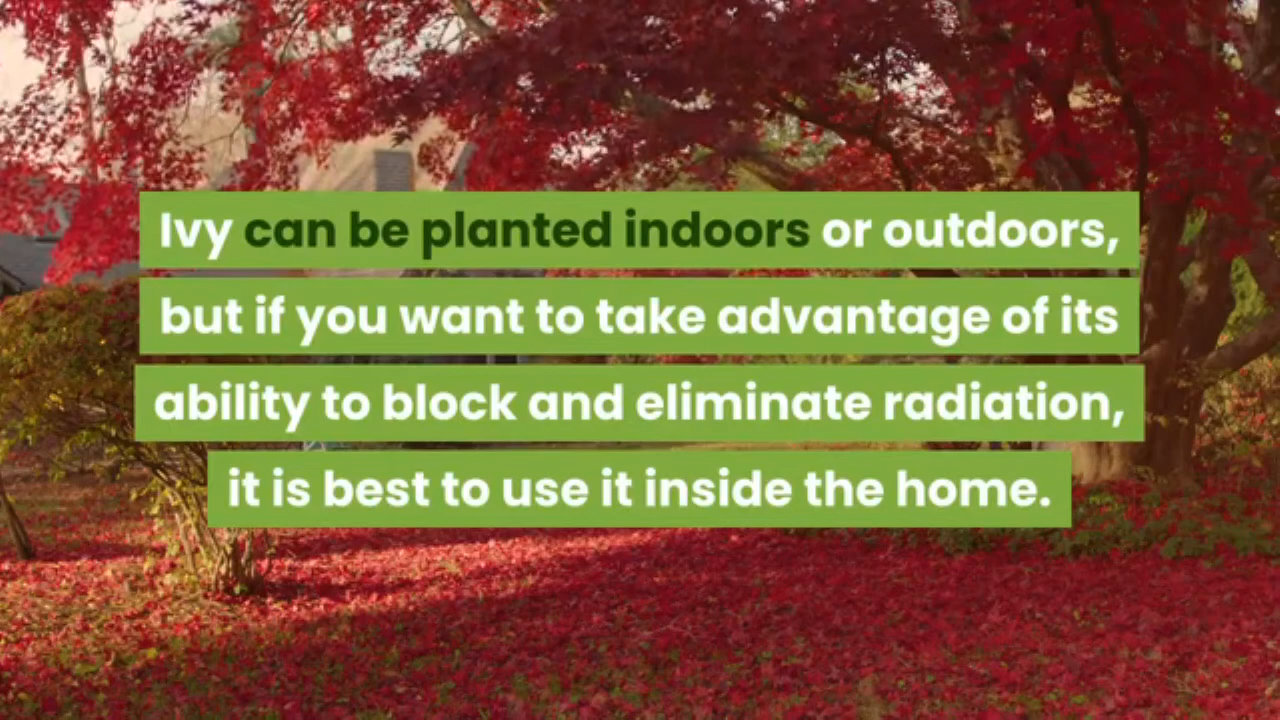 Ivy can be planted indoors or outdoors,
but if you want to take advantage of its
ability to block and eliminate radiation,
it is best to use it inside the home.